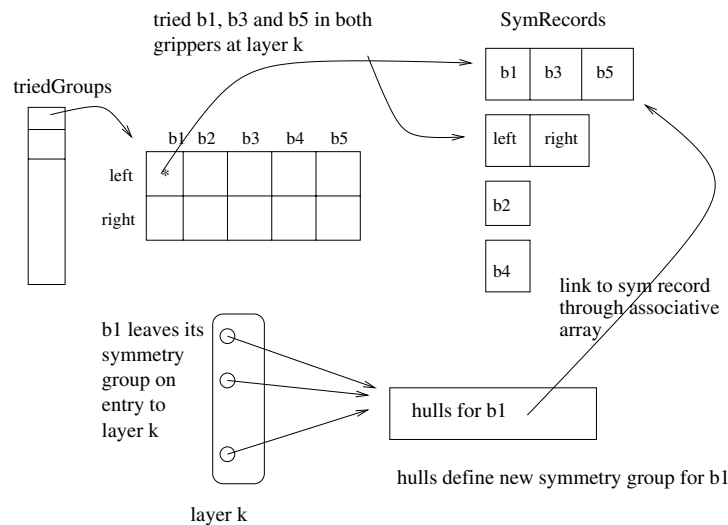 tried b1, b3 and b5 in both
grippers at layer k
SymRecords
b1 b3 b5
triedGroups
b1 b2 b3 b4 b5
left right
left
*
right
b2
b4
link to sym record
through associative
array
b1 leaves its
symmetry
group on
entry to
layer k
hulls for b1
hulls define new symmetry group for b1
layer k